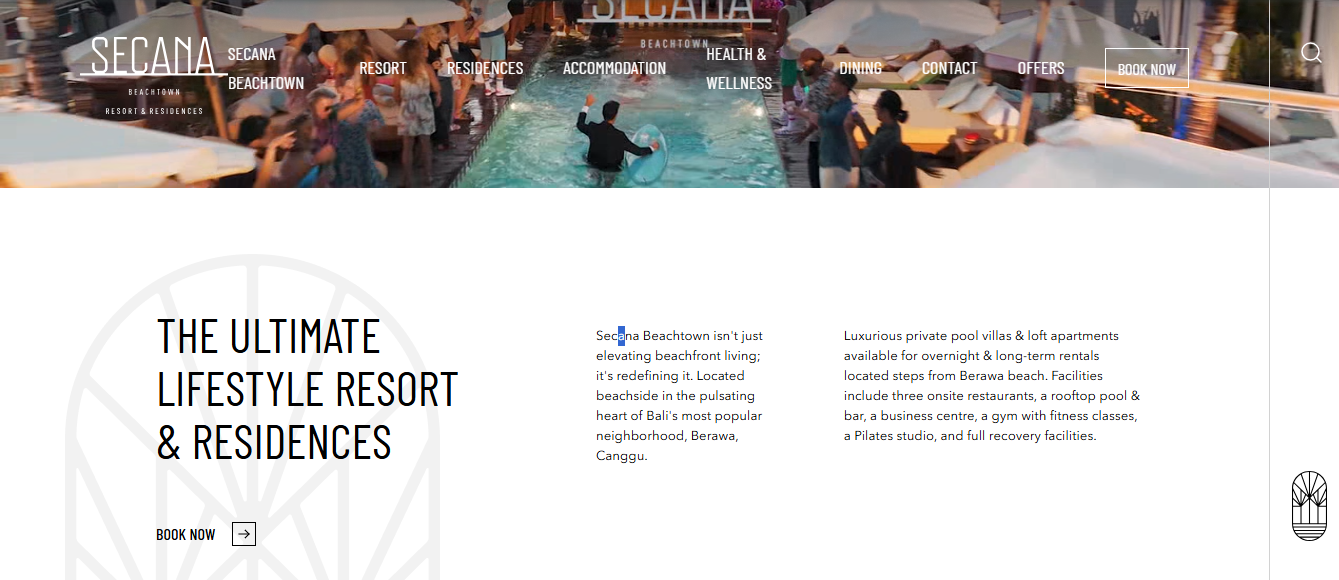 SECANA
BEACHTOWN
SECANA
BEACHTOWN
RESORT & RESIDENCES
SECANA
BEACHTOWN
RESORT
RESIDENCES
ACCOMMODATION
HEALTH &
WELLNESS
DINING
CONTACT
OFFERS
BOOK NOW
THE ULTIMATE
LIFESTYLE RESORT
& RESIDENCES
BOOK NOW
Secana Beachtown isn't just
elevating beachfront living;
it's redefining it. Located
beachside in the pulsating
heart of Bali's most popular
neighborhood, Berawa,
Canggu.
Luxurious private pool villas & loft apartments
available for overnight & long-term rentals
located steps from Berawa beach. Facilities
include three onsite restaurants, a rooftop pool &
bar, a business centre, a gym with fitness classes,
a Pilates studio, and full recovery facilities.